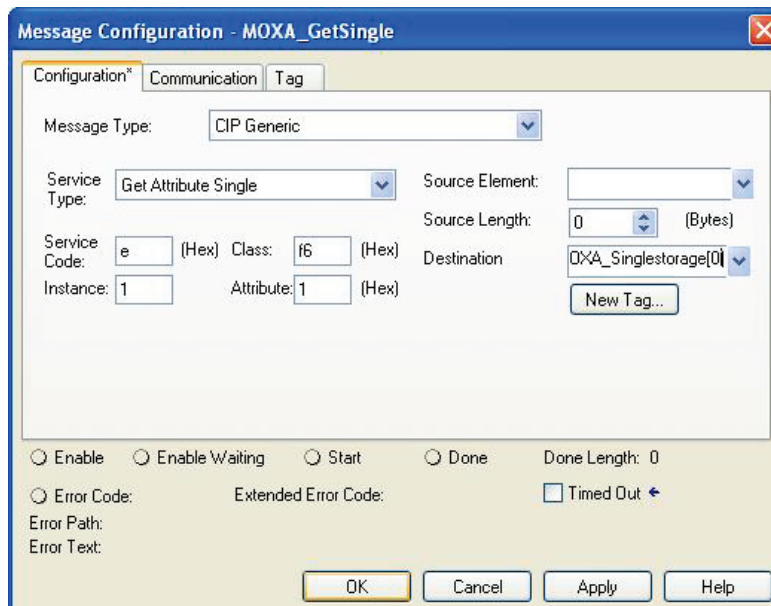 Message Configuration - MOXA_GetSingle
Configuration* Communication Tag
Message Type: CIP Generic
Service Type: Get Attribute Single
Source Element:
Source Length: 0 (Bytes)
Service Code: e (Hex) Class: f6 (Hex)
Destination OXA_Singlestorage[0]
Instance: 1 Attribute: 1 (Hex)
New Tag...
Enable Enable Waiting Start Done Done Length: 0
Error Code: Extended Error Code: Timed Out
Error Path:
Error Text:
OK Cancel Apply Help